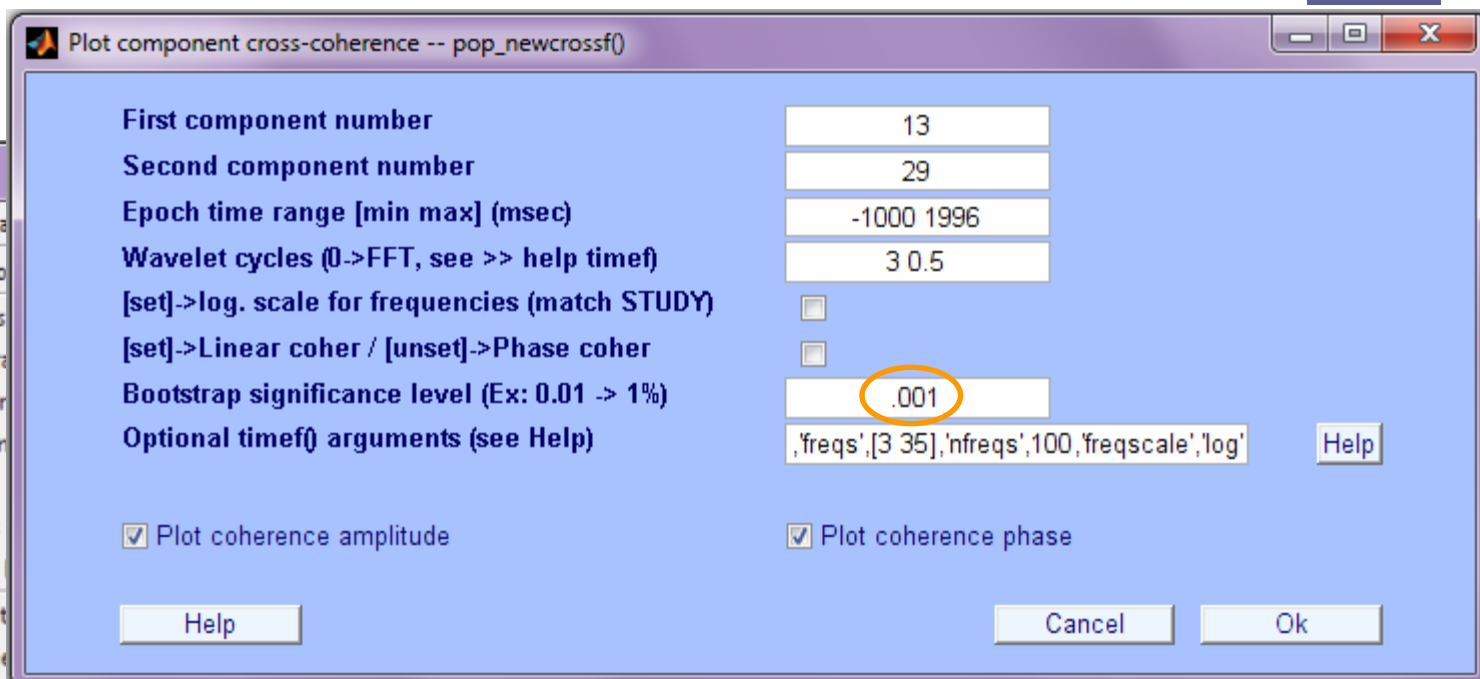 Plot component cross-coherence -- pop_newcrossf()
First component number 13
Second component number 29
Epoch time range [min max] (msec) -1000 1996
Wavelet cycles (0->FFT, see >> help timef) 3 0.5
[set]->log. scale for frequencies (match STUDY)
[set]->Linear coher / [unset]->Phase coher
Bootstrap significance level (Ex: 0.01 -> 1%) .001
Optional timef() arguments (see Help) ,'freqs',[3 35],'nfreqs',100,'freqscale','log' Help
Plot coherence amplitude Plot coherence phase
Help Cancel Ok